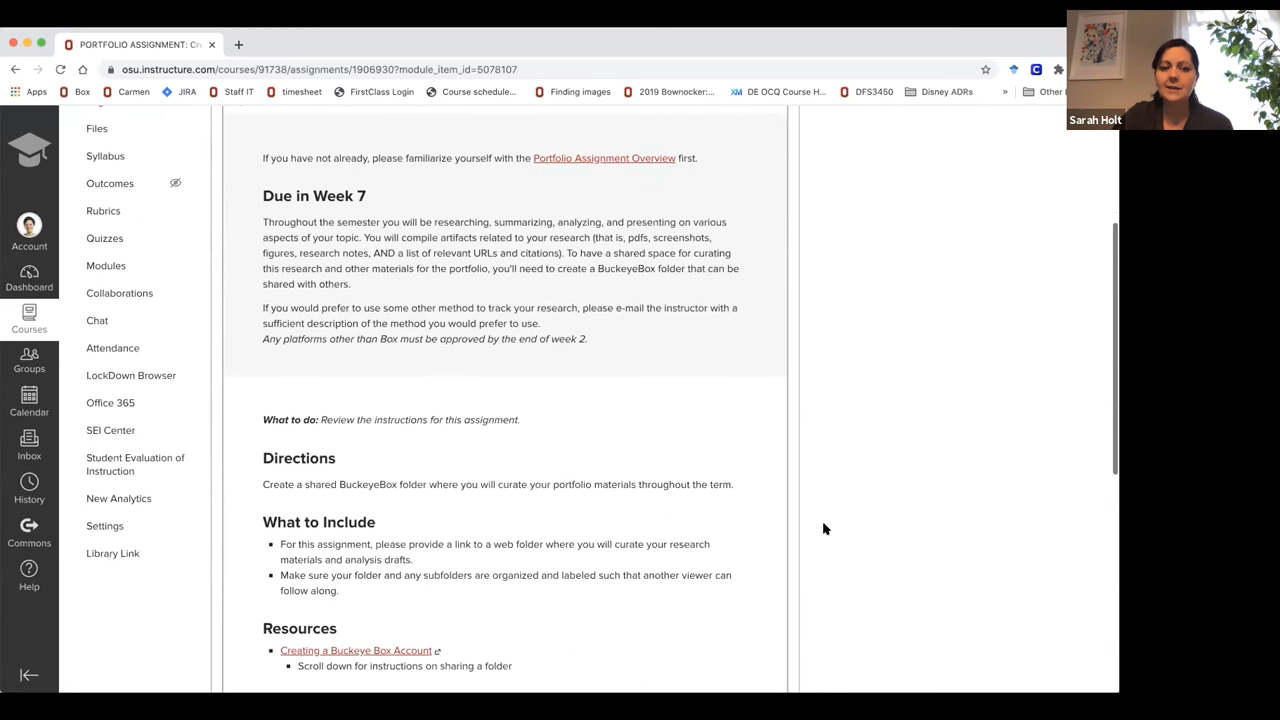 PORTFOLIO ASSIGNMENT: Cr
osu.instructure.com/courses/91738/assignments/1906930?module_item_id=5078107
Apps Box Carmen JIRA Staff IT timesheet FirstClass Login Course schedule... Finding images 2019 Bownocker:... DE OCQ Course H... DFS3450 Disney ADRs » Other
Sarah Holt
Account
Dashboard
Courses
Groups
Calendar
Inbox
History
Commons
Help
Files
Syllabus
Outcomes
Rubrics
Quizzes
Modules
Collaborations
Chat
Attendance
LockDown Browser
Office 365
SEI Center
Student Evaluation of
Instruction
New Analytics
Settings
Library Link
If you have not already, please familiarize yourself with the Portfolio Assignment Overview first.
Due in Week 7
Throughout the semester you will be researching, summarizing, analyzing, and presenting on various
aspects of your topic. You will compile artifacts related to your research (that is, pdfs, screenshots,
figures, research notes, AND a list of relevant URLs and citations). To have a shared space for curating
this research and other materials for the portfolio, you'll need to create a BuckeyeBox folder that can be
shared with others.
If you would prefer to use some other method to track your research, please e-mail the instructor with a
sufficient description of the method you would prefer to use.
Any platforms other than Box must be approved by the end of week 2.
What to do: Review the instructions for this assignment.
Directions
Create a shared BuckeyeBox folder where you will curate your portfolio materials throughout the term.
What to Include
For this assignment, please provide a link to a web folder where you will curate your research
materials and analysis drafts.
Make sure your folder and any subfolders are organized and labeled such that another viewer can
follow along.
Resources
Creating a Buckeye Box Account
Scroll down for instructions on sharing a folder